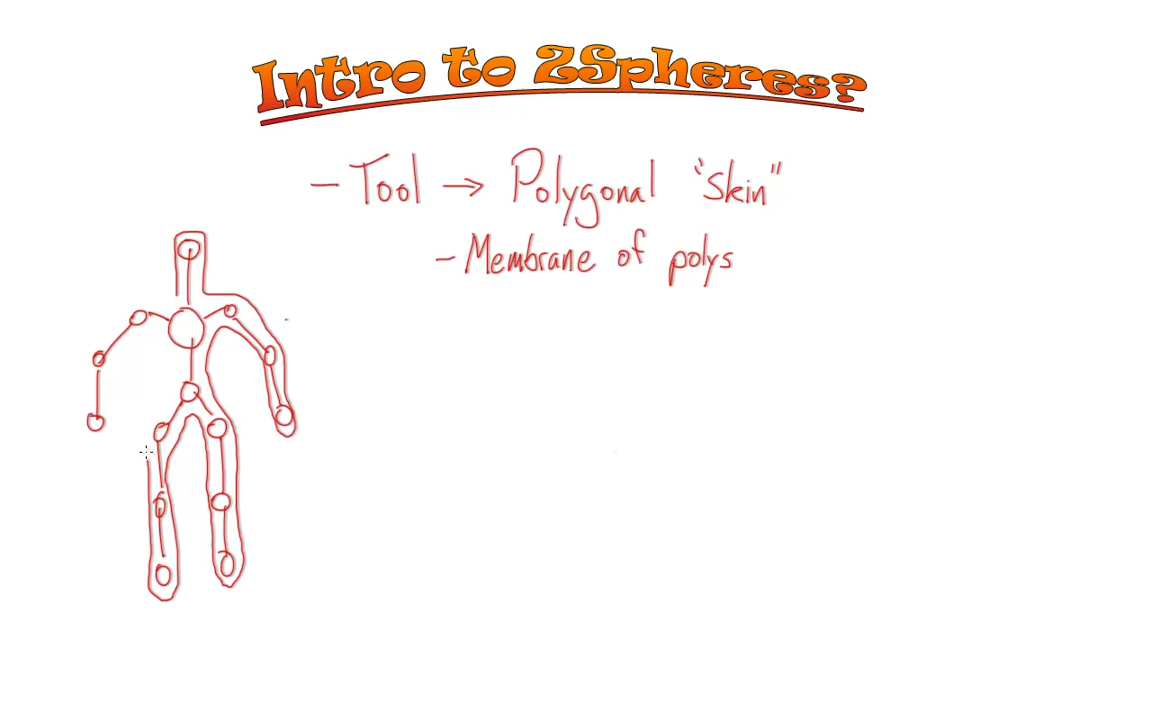 Intro to ZSpheres?
- Tool → Polygonal "Skin"
- Membrane of polys